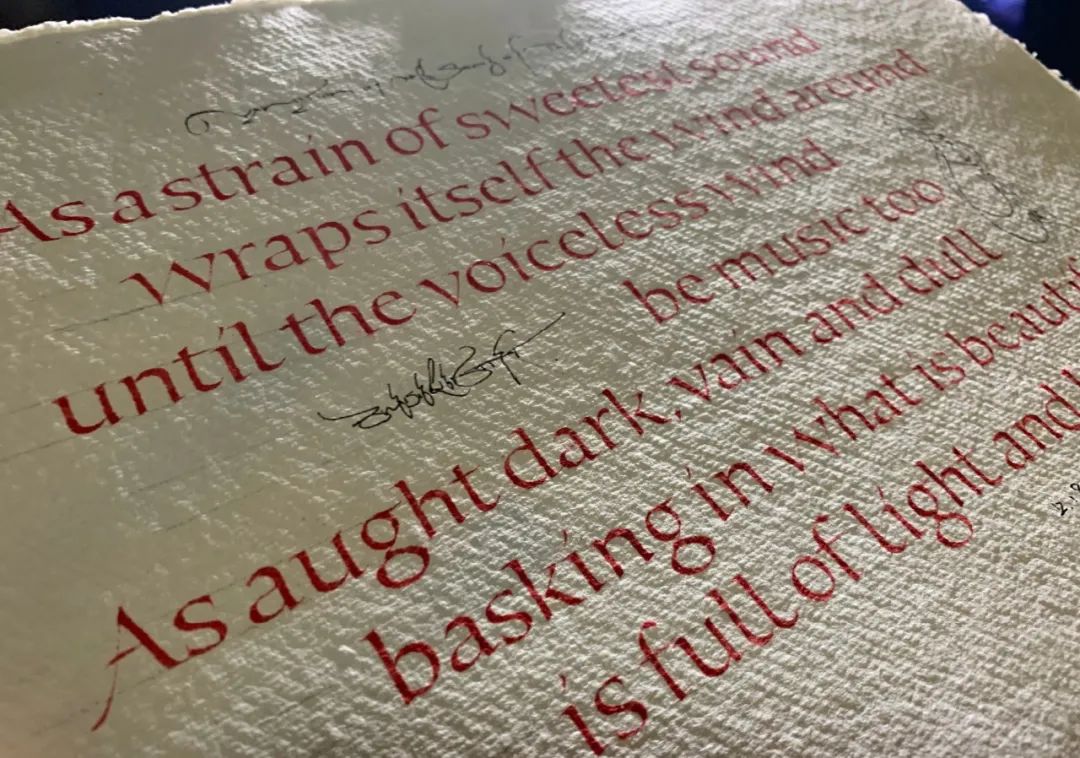 As a strain of sweetest sound
wraps itself the wind around
until the voiceless wind
be music too
As aught dark, vain and dull
basking in what is
is full of light and